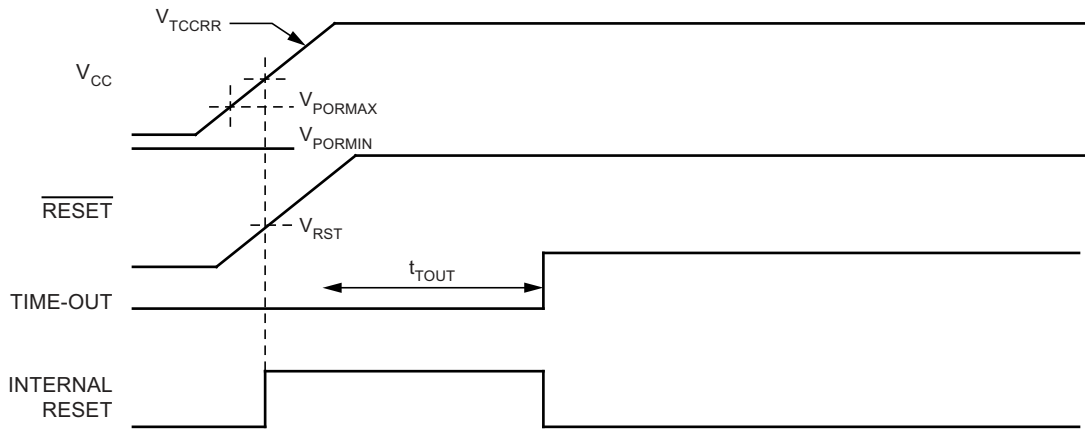 VTCCRR
VCC
VPORMAX
VPORMIN
RESET
VRST
tTOUT
TIME-OUT
INTERNAL
RESET